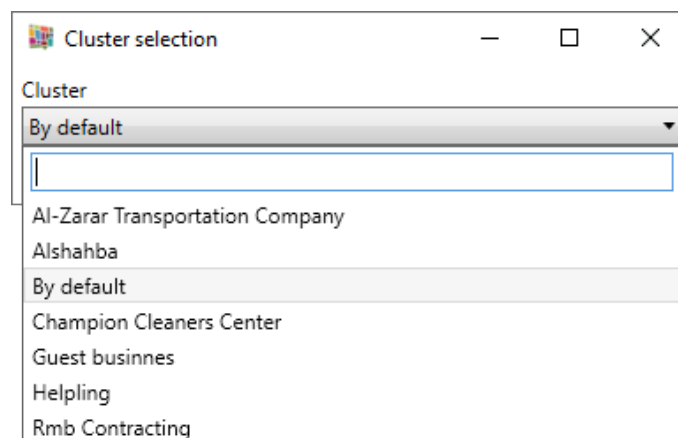 Cluster selection
Cluster
By default
Al-Zarar Transportation Company
Alshahba
By default
Champion Cleaners Center
Guest businnes
Helpling
Rmb Contracting